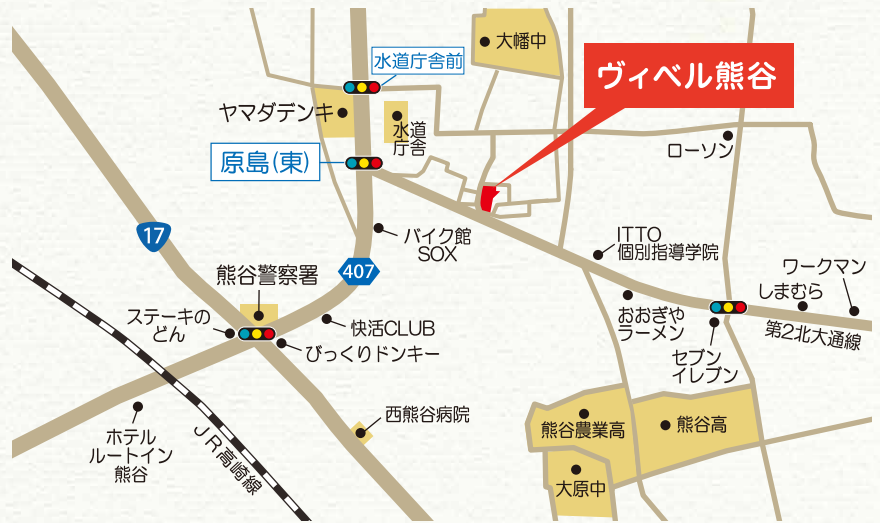 大幡中
水道庁舎前
ヴィベル熊谷
ヤマダデンキ
水道
庁舎
ローソン
原島(東)
17
バイク館
SOX
ITTO
個別指導学院
407
熊谷警察署
ワークマン
しまむら
ステーキの
どん
快活CLUB
おおぎや
ラーメン
第2北大通線
びっくりドンキー
セブン
イレブン
西熊谷病院
熊谷農業高
熊谷高
ホテル
ルートイン
熊谷
JR高崎線
大原中